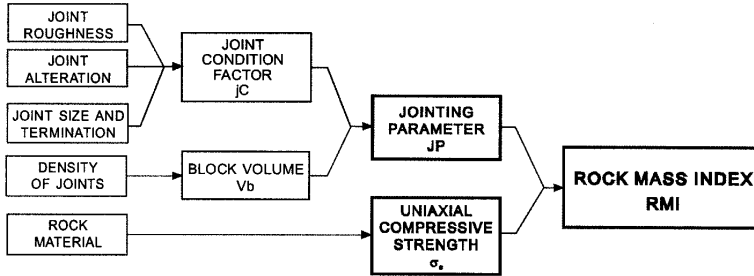 JOINT
ROUGHNESS
JOINT
ALTERATION
JOINT SIZE AND
TERMINATION
DENSITY
OF JOINTS
ROCK
MATERIAL
JOINT
CONDITION
FACTOR
jC
BLOCK VOLUME
Vb
JOINTING
PARAMETER
JP
UNIAXIAL
COMPRESSIVE
STRENGTH
ROCK MASS INDEX
RMI